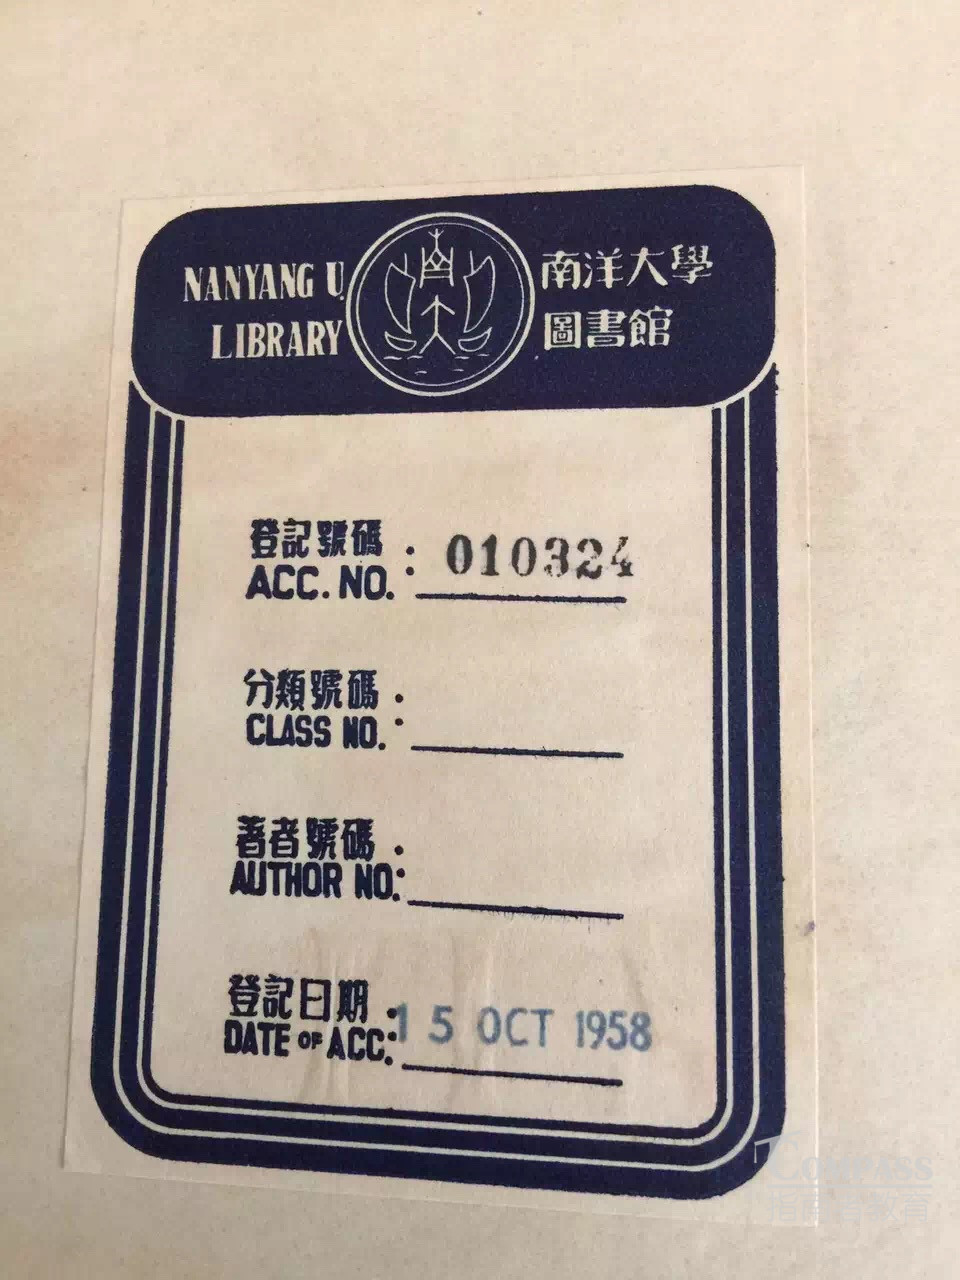 NANYANG U. 南洋大學
LIBRARY 圖書館
登記號碼 :
ACC. NO. 010324
分類號碼 :
CLASS NO.
著者號碼 :
AUTHOR NO.
登記日期 :
DATE OF ACC. 15 OCT 1958
COMPASS